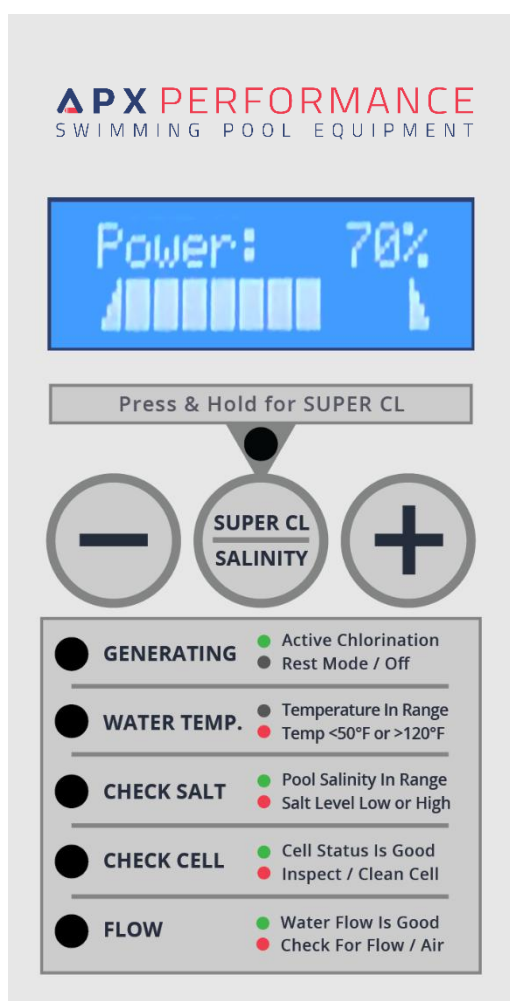 APX PERFORMANCE
SWIMMING POOL EQUIPMENT
Power: 70%
Press & Hold for SUPER CL
SUPER CL
SALINITY
GENERATING
Active Chlorination
Rest Mode / Off
WATER TEMP.
Temperature In Range
Temp <50°F or >120°F
CHECK SALT
Pool Salinity In Range
Salt Level Low or High
CHECK CELL
Cell Status Is Good
Inspect / Clean Cell
FLOW
Water Flow Is Good
Check For Flow / Air